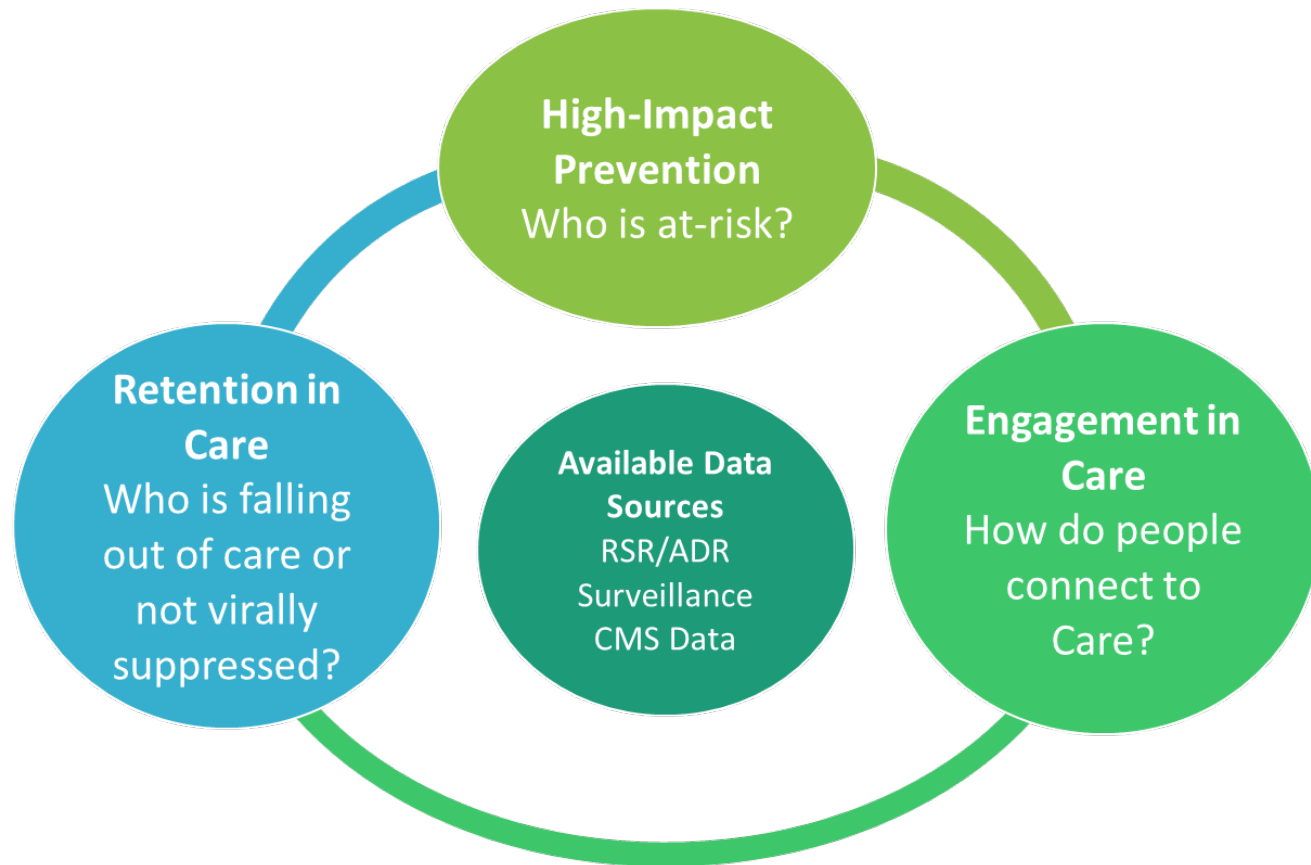 High-Impact
Prevention
Who is at-risk?
Retention in
Care
Who is falling
out of care or
not virally
suppressed?
Available Data
Sources
RSR/ADR
Surveillance
CMS Data
Engagement in
Care
How do people
connect to
Care?